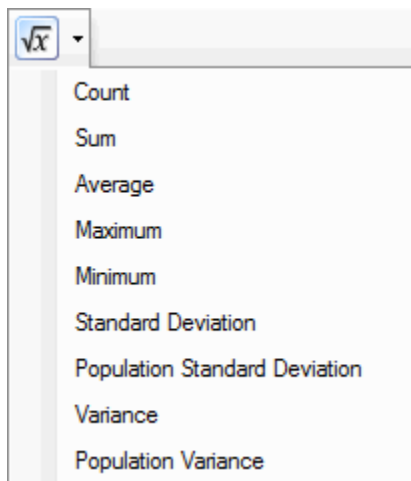 √x
Count
Sum
Average
Maximum
Minimum
Standard Deviation
Population Standard Deviation
Variance
Population Variance